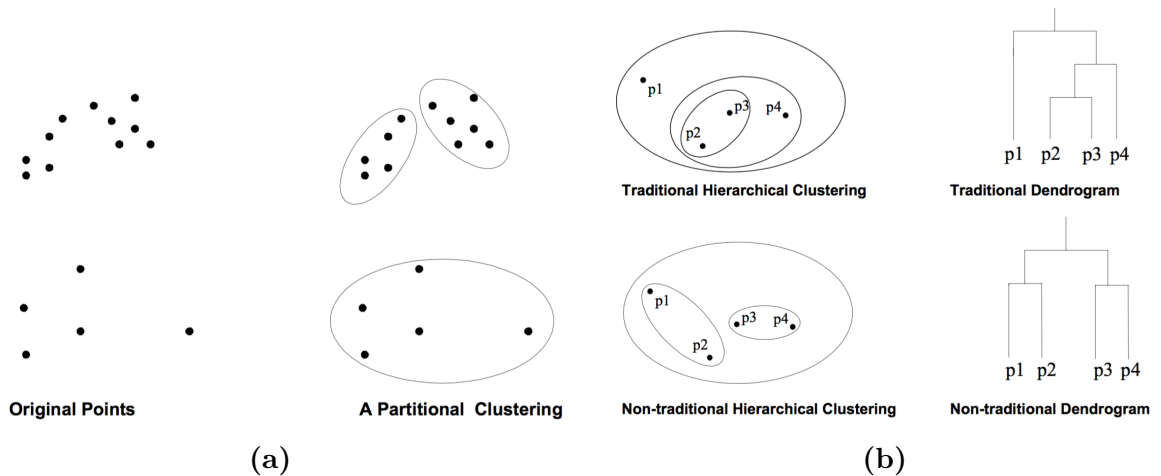 p1
p3
p4
p2
Traditional Hierarchical Clustering
p1 p2 p3 p4
Traditional Dendrogram
p1
p2
p3 p4
Non-traditional Hierarchical Clustering
p1 p2 p3 p4
Non-traditional Dendrogram
Original Points
A Partitional Clustering
(a)
(b)